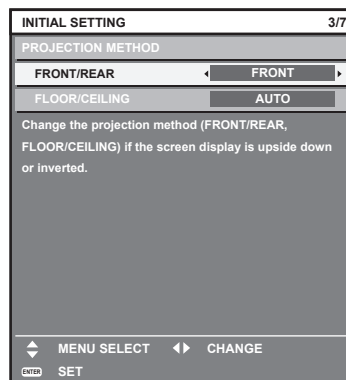 INITIAL SETTING 3/7
PROJECTION METHOD
FRONT/REAR FRONT
FLOOR/CEILING AUTO
Change the projection method (FRONT/REAR,
FLOOR/CEILING) if the screen display is upside down
or inverted.
MENU SELECT CHANGE
ENTER SET